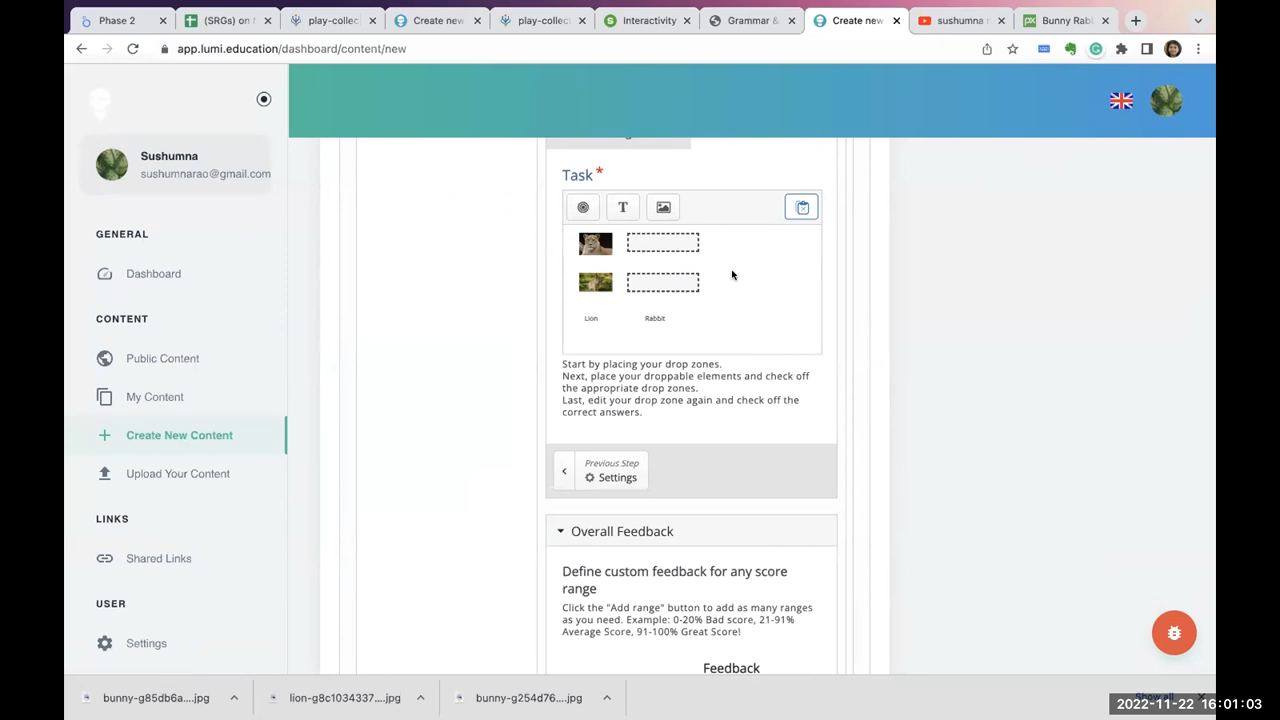 Phase 2
(SRGs) on
play-collec
Create new
play-collec
Interactivity
Grammar &
Create new
sushumna
Bunny Rab
app.lumi.education/dashboard/content/new
Sushumna
sushumnarao@gmail.com
GENERAL
Dashboard
CONTENT
Public Content
My Content
Create New Content
Upload Your Content
LINKS
Shared Links
USER
Settings
Task *
T
Lion
Rabbit
Start by placing your drop zones.
Next, place your droppable elements and check off
the appropriate drop zones.
Last, edit your drop zone again and check off the
correct answers.
Previous Step
Settings
Overall Feedback
Define custom feedback for any score
range
Click the "Add range" button to add as many ranges
as you need. Example: 0-20% Bad score, 21-91%
Average Score, 91-100% Great Score!
Feedback
bunny-g85db6a....jpg
lion-g8c1034337....jpg
bunny-g254d76....jpg
Show all
2022-11-22 16:01:03